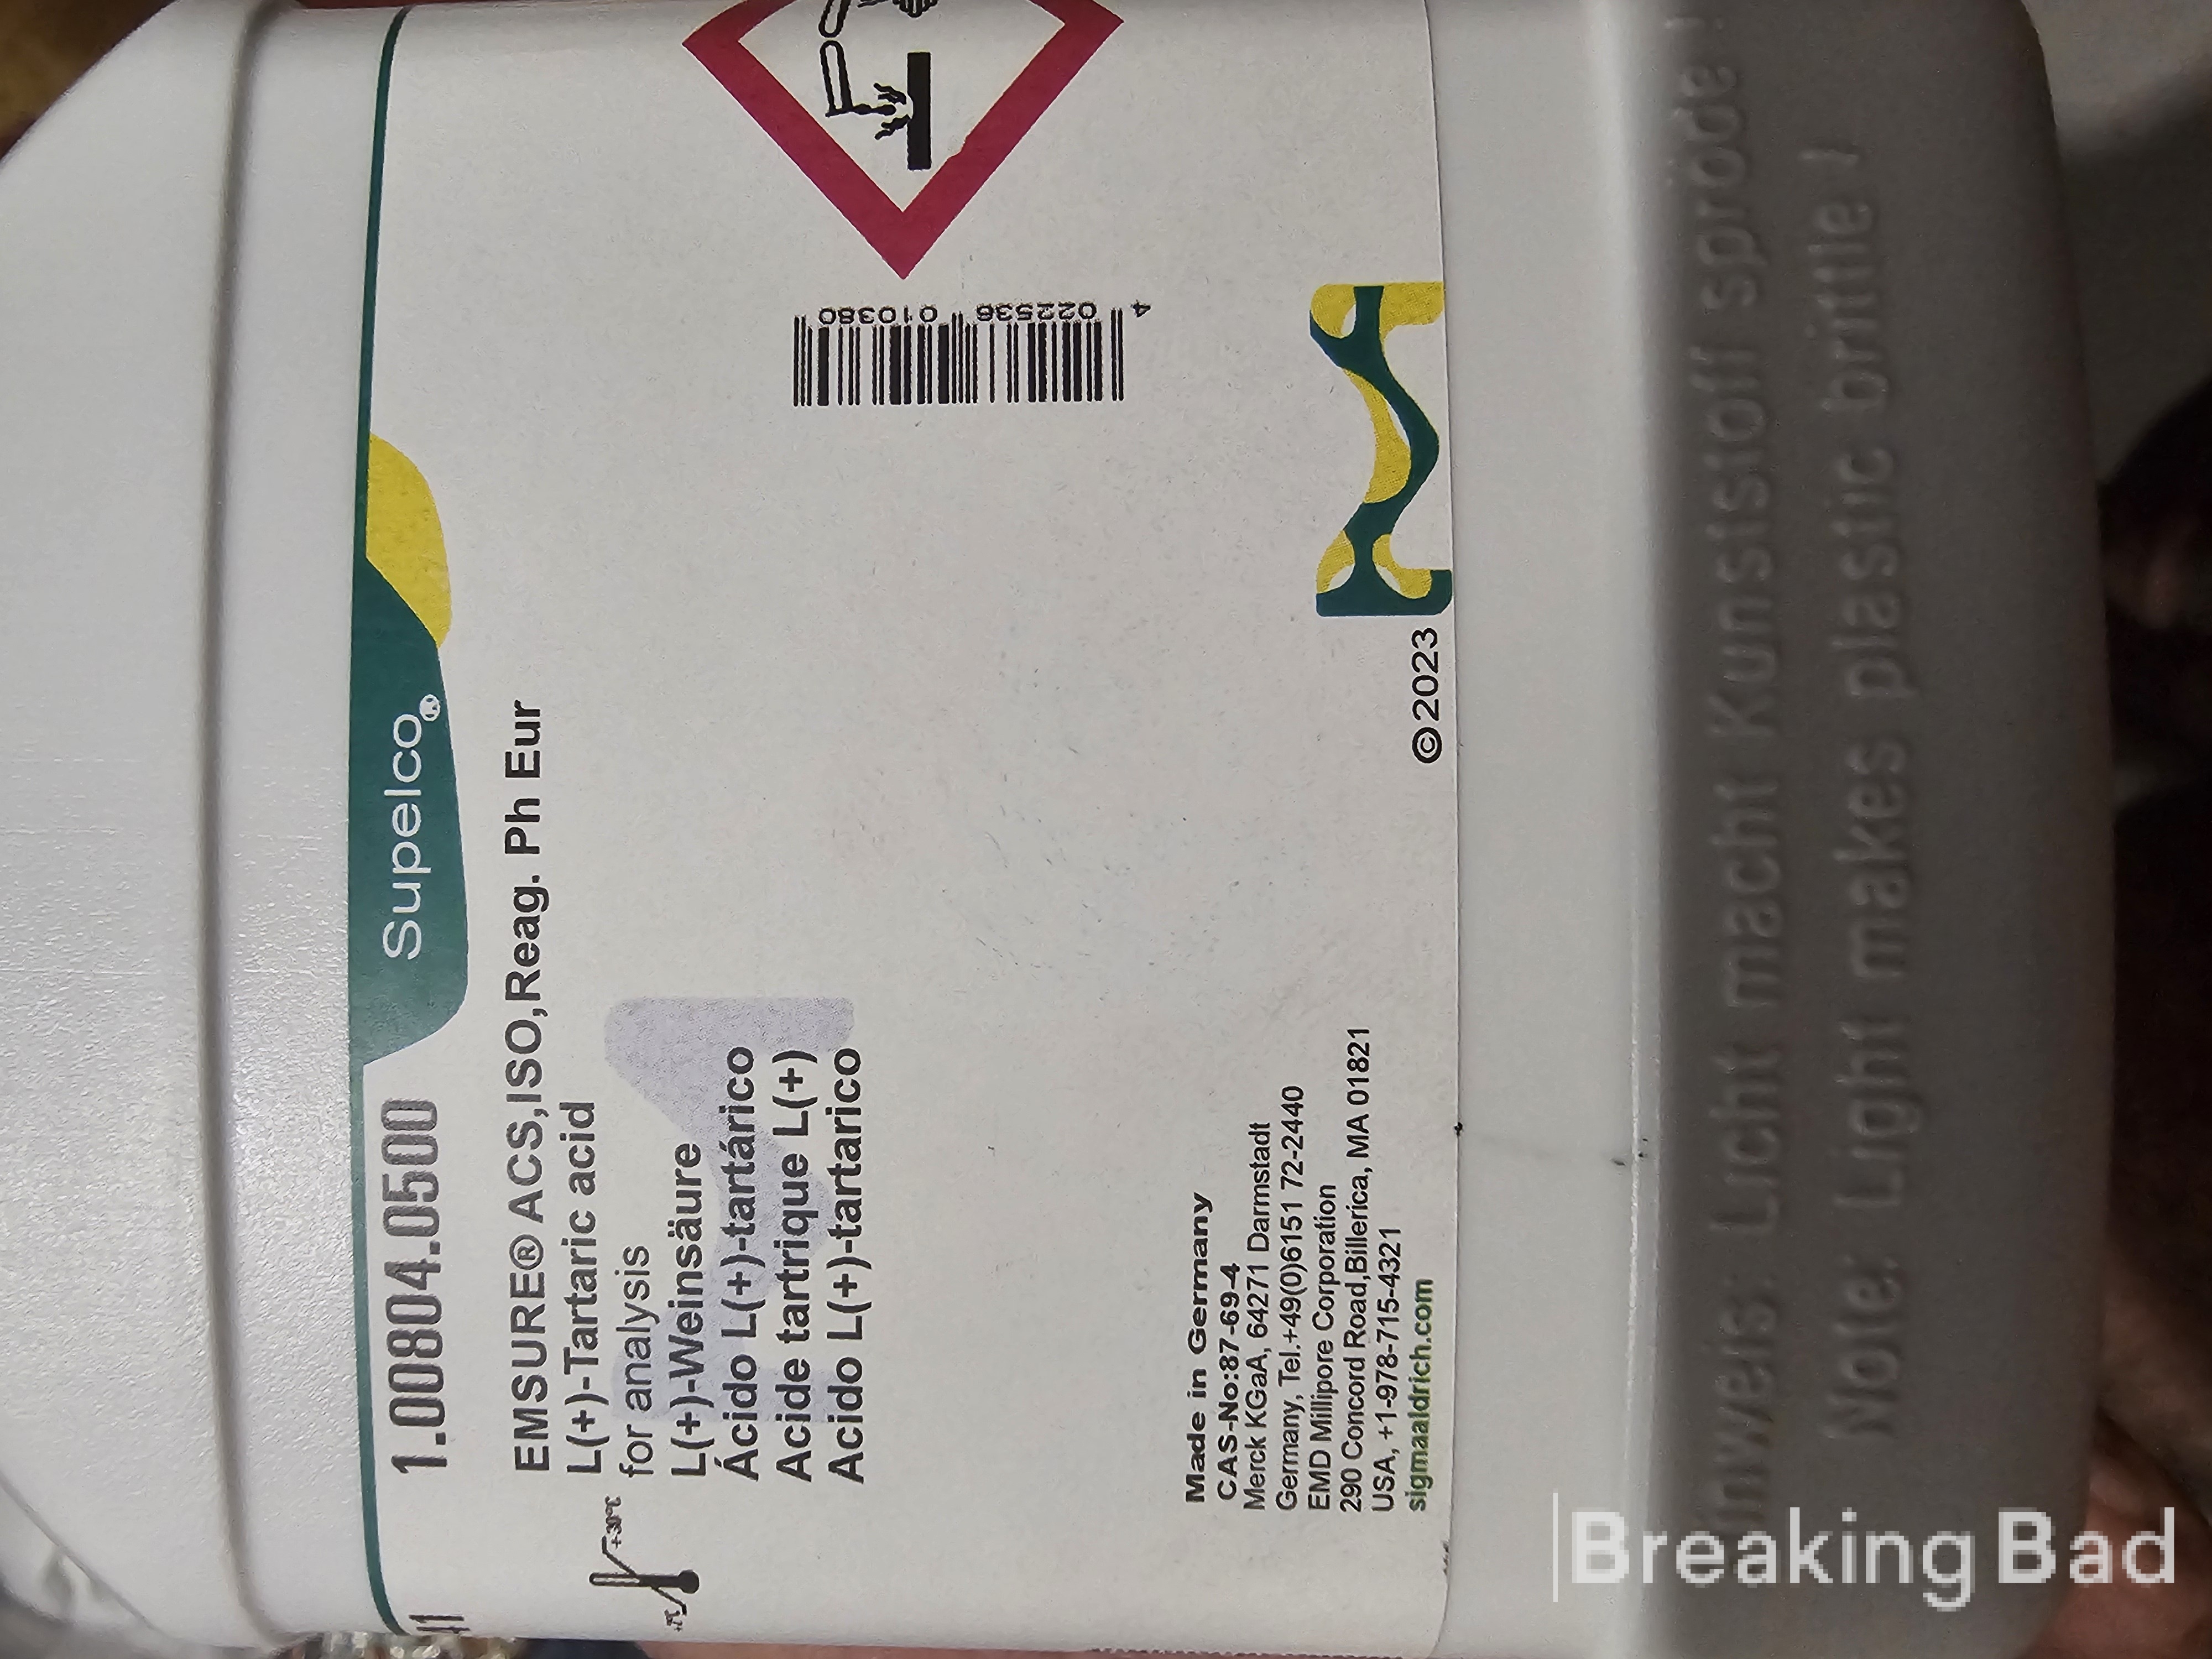 Supelco®
1.00804.0500
EMSURE® ACS,ISO,Reag. Ph Eur
L(+)-Tartaric acid
for analysis
L(+)-Weinsäure
Ácido L(+)-tartárico
Acide tartrique L(+)
Acido L(+)-tartarico
+30°C
4 022536 010380
Made in Germany
CAS-No:87-69-4
Merck KGaA, 64271 Darmstadt
Germany, Tel.+49(0)6151 72-2440
EMD Millipore Corporation
290 Concord Road,Billerica, MA 01821
USA, +1-978-715-4321
sigmaaldrich.com
©2023
Hinweis: Licht macht Kunststoff spröde !
Note: Light makes plastic brittle !
Breaking Bad